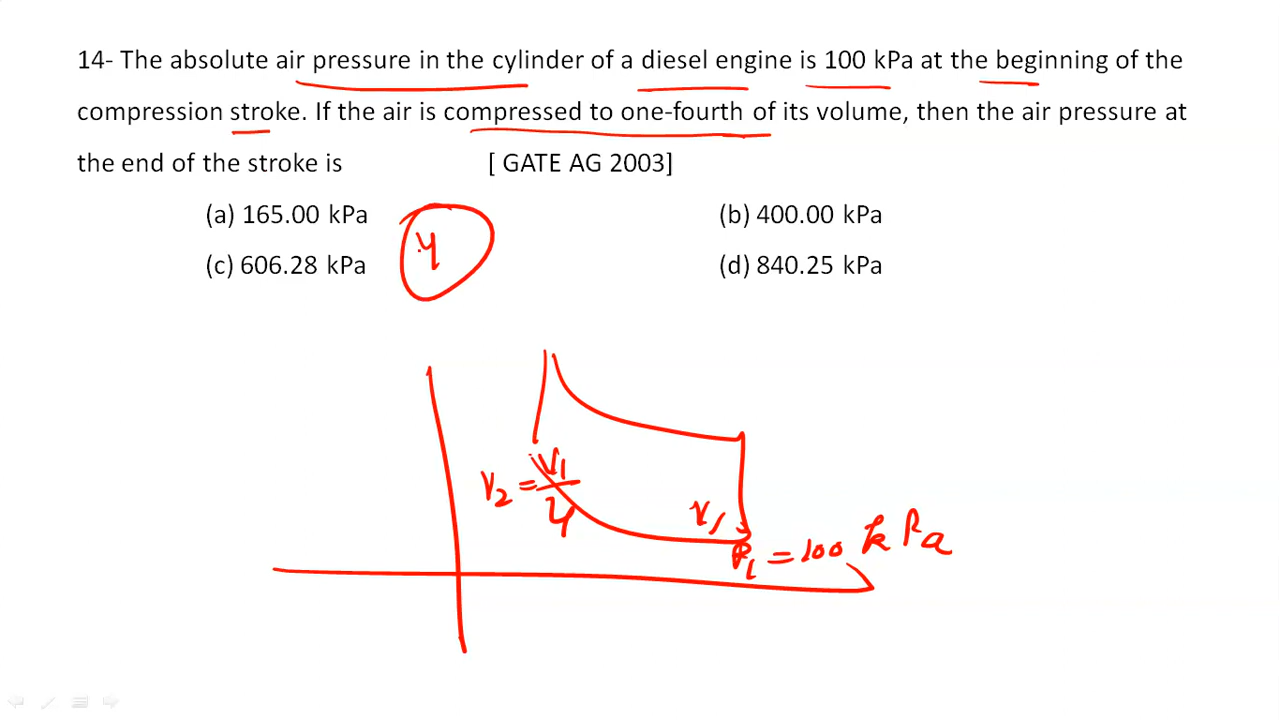 14- The absolute air pressure in the cylinder of a diesel engine is 100 kPa at the beginning of the
compression stroke. If the air is compressed to one-fourth of its volume, then the air pressure at
the end of the stroke is [ GATE AG 2003]
(a) 165.00 kPa (b) 400.00 kPa
(c) 606.28 kPa (d) 840.25 kPa
V2 = V1/4
V1
P1 = 100 kPa